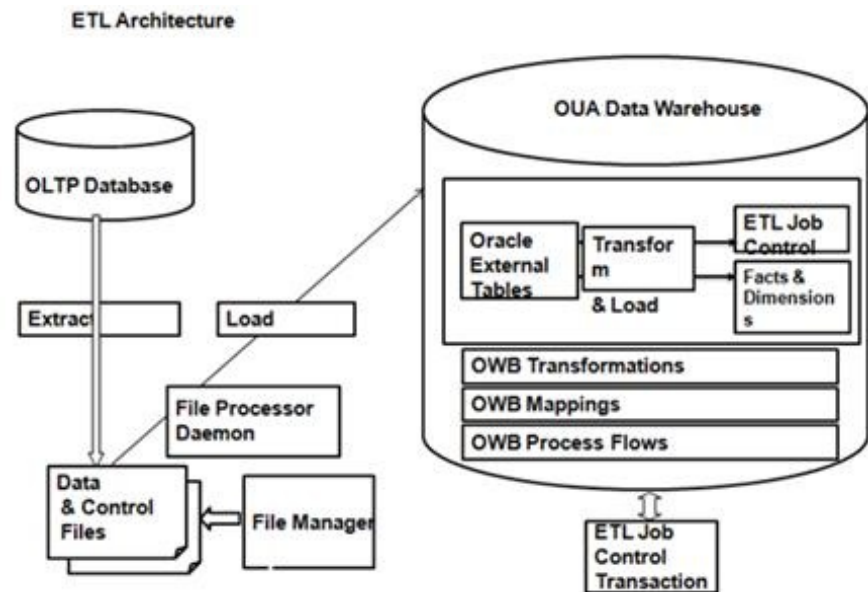 ETL Architecture
OUA Data Warehouse
OLTP Database
Oracle
External
Tables
Transfor
m
& Load
ETL Job
Control
Facts &
Dimension
s
Extract
Load
OWB Transformations
OWB Mappings
OWB Process Flows
File Processor
Daemon
Data
& Control
Files
File Manager
ETL Job
Control
Transaction